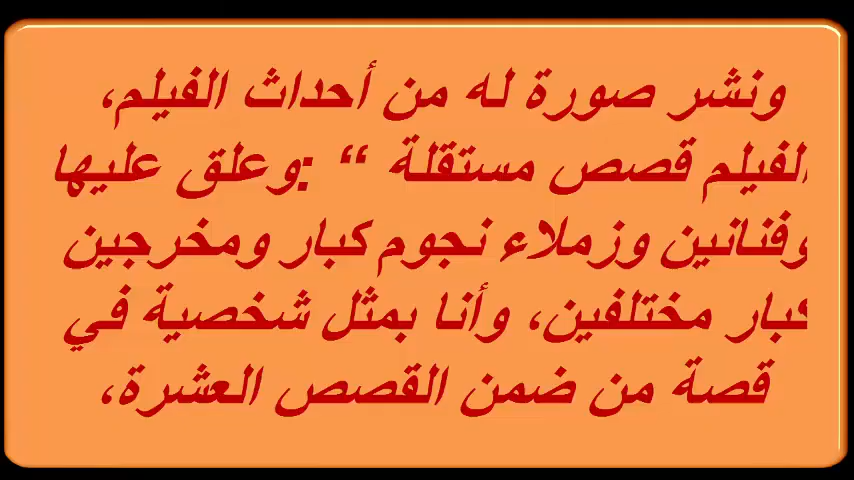 ونشر صورة له من أحداث الفيلم،
وعلق عليها: “ الفيلم قصص مستقلة
وفنانين وزملاء نجوم كبار ومخرجين
كبار مختلفين، وأنا بمثل شخصية في
قصة من ضمن القصص العشرة،